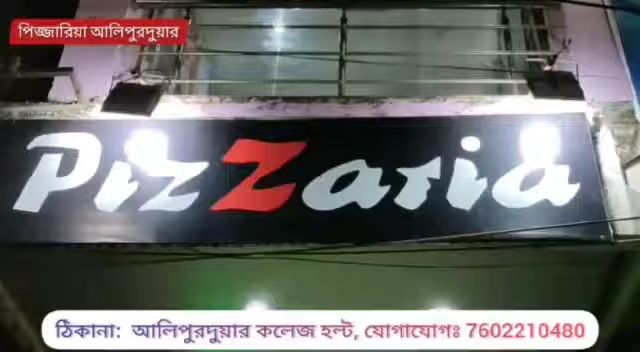 পিজ্জারিয়া আলিপুরদুয়ার
PizZaria
ঠিকানা: আলিপুরদুয়ার কলেজ হল্ট, যোগাযোগঃ 7602210480